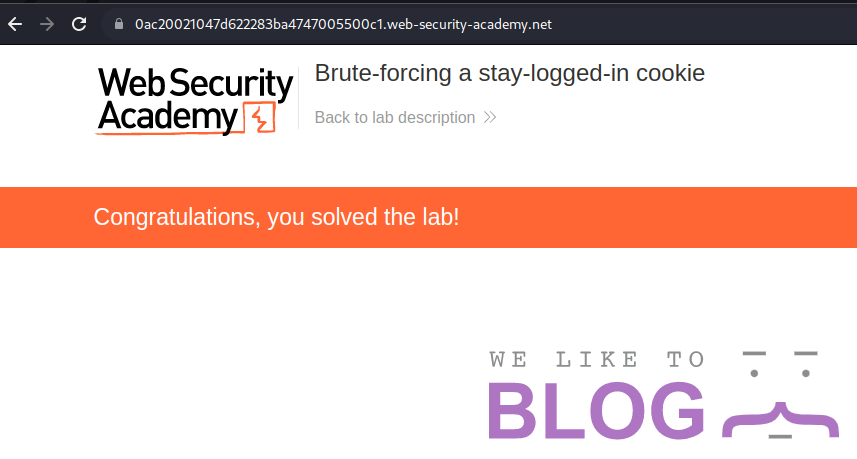 0ac20021047d622283ba4747005500c1.web-security-academy.net
Web Security
Academy
Brute-forcing a stay-logged-in cookie
Back to lab description
Congratulations, you solved the lab!
WE LIKE TO
BLOG